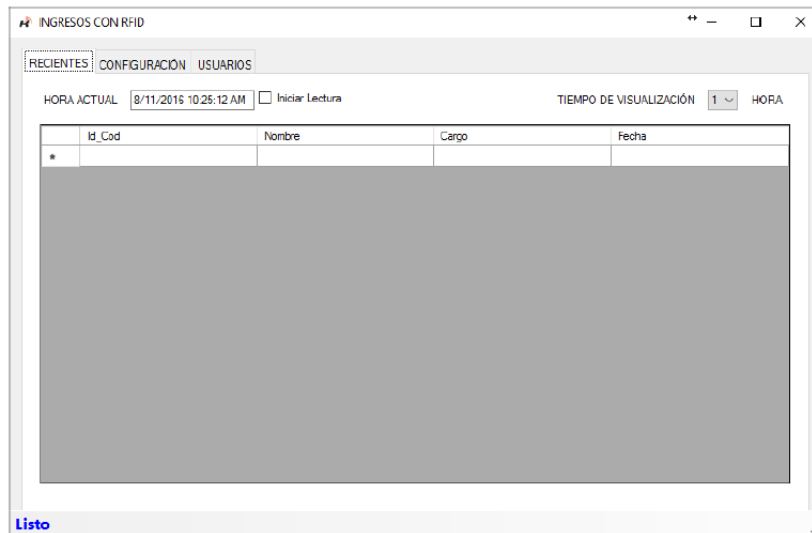 INGRESOS CON RFID
RECIENTES CONFIGURACIÓN USUARIOS
HORA ACTUAL 8/11/2016 10:25:12 AM Iniciar Lectura TIEMPO DE VISUALIZACIÓN 1 HORA
Id_Cod Nombre Cargo Fecha
*
Listo